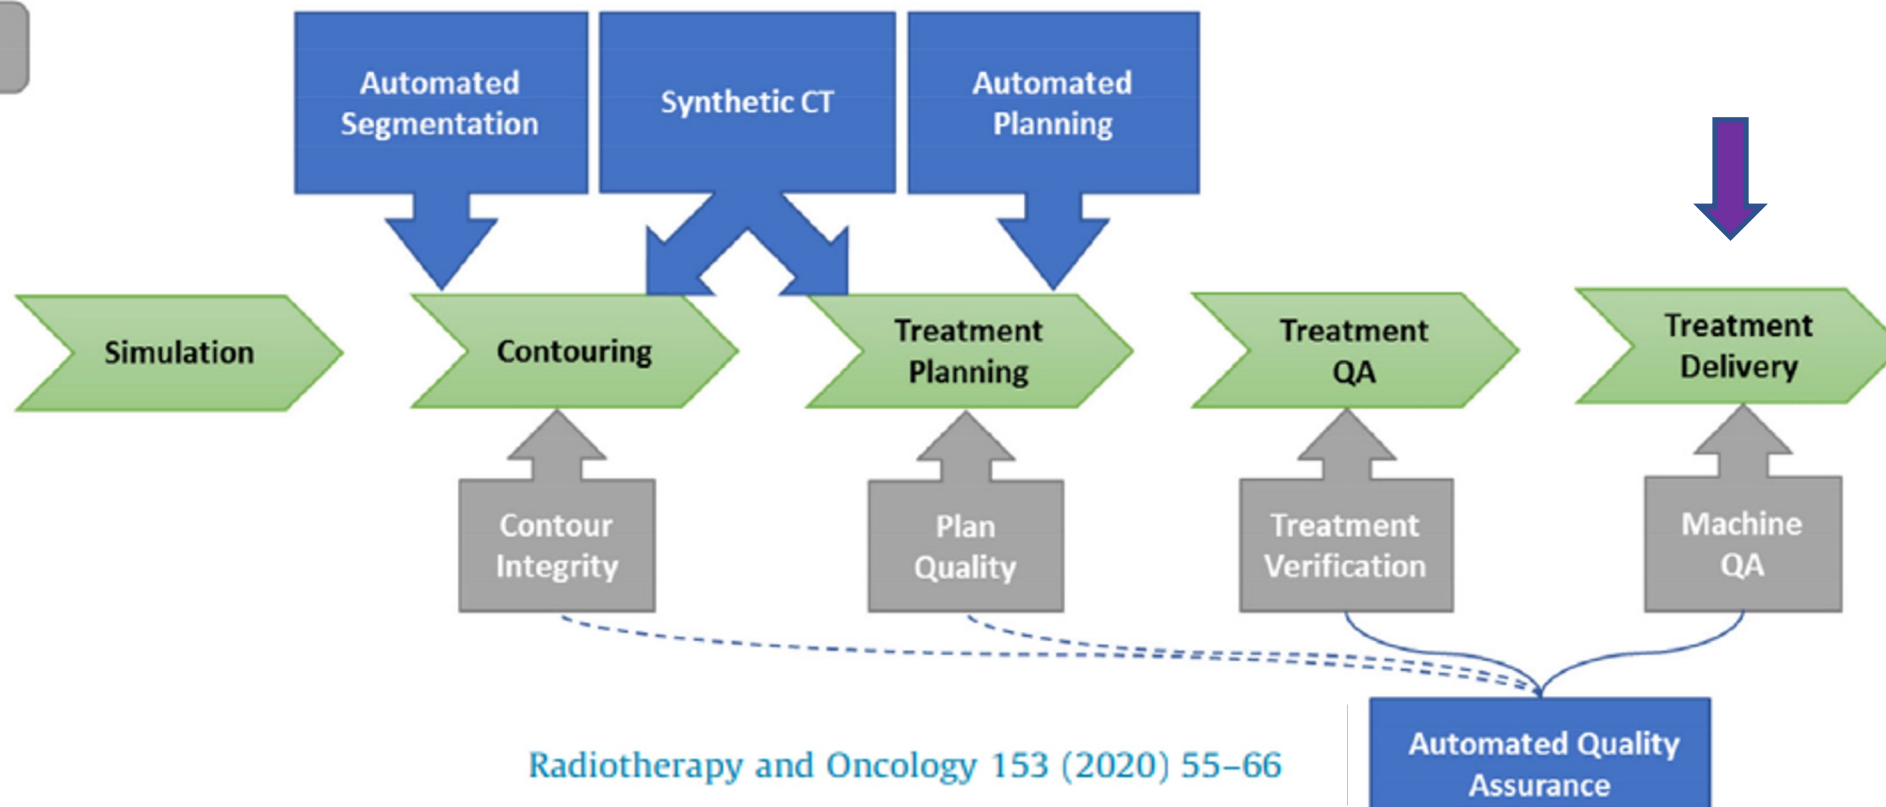 Automated
Segmentation
Synthetic CT
Automated
Planning
Simulation
Contouring
Treatment
Planning
Treatment
QA
Treatment
Delivery
Contour
Integrity
Plan
Quality
Treatment
Verification
Machine
QA
Radiotherapy and Oncology 153 (2020) 55–66
Automated Quality
Assurance